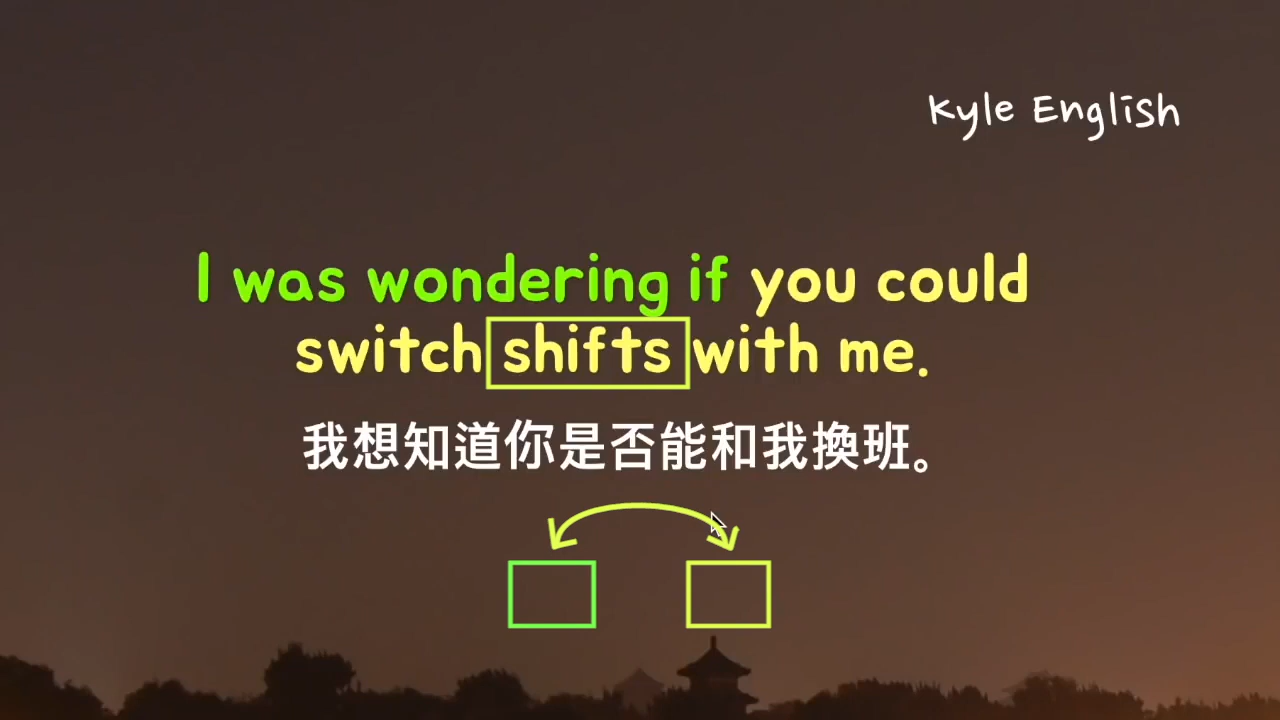 Kyle English
I was wondering if you could
switch shifts with me.
我想知道你是否能和我換班。